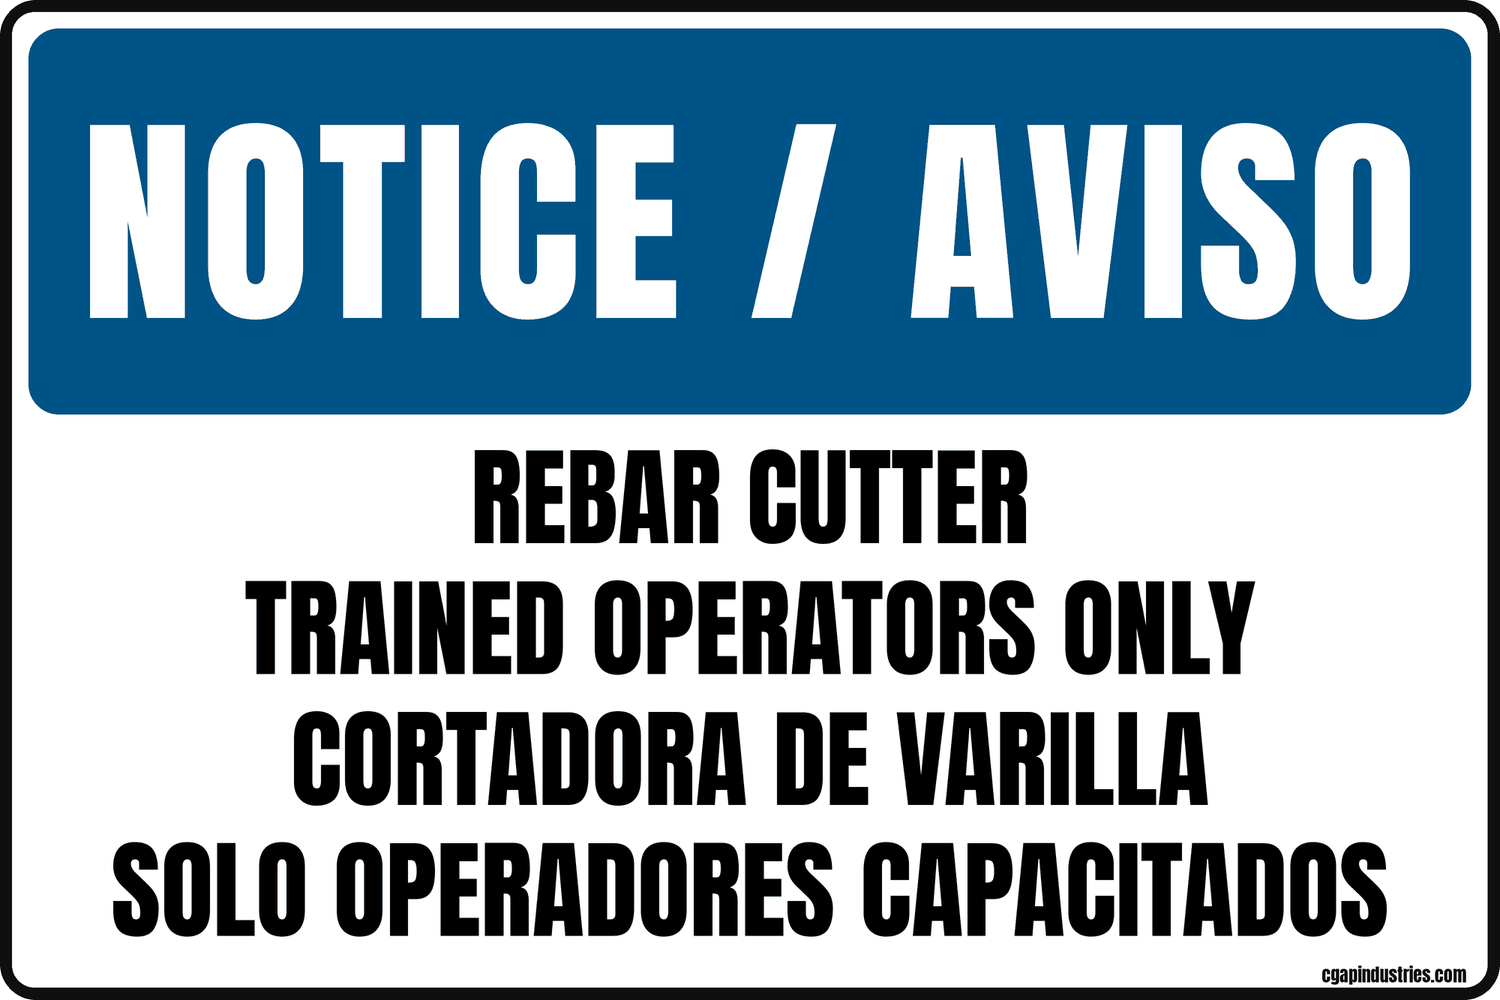 NOTICE / AVISO
REBAR CUTTER
TRAINED OPERATORS ONLY
CORTADORA DE VARILLA
SOLO OPERADORES CAPACITADOS
cgapindustries.com